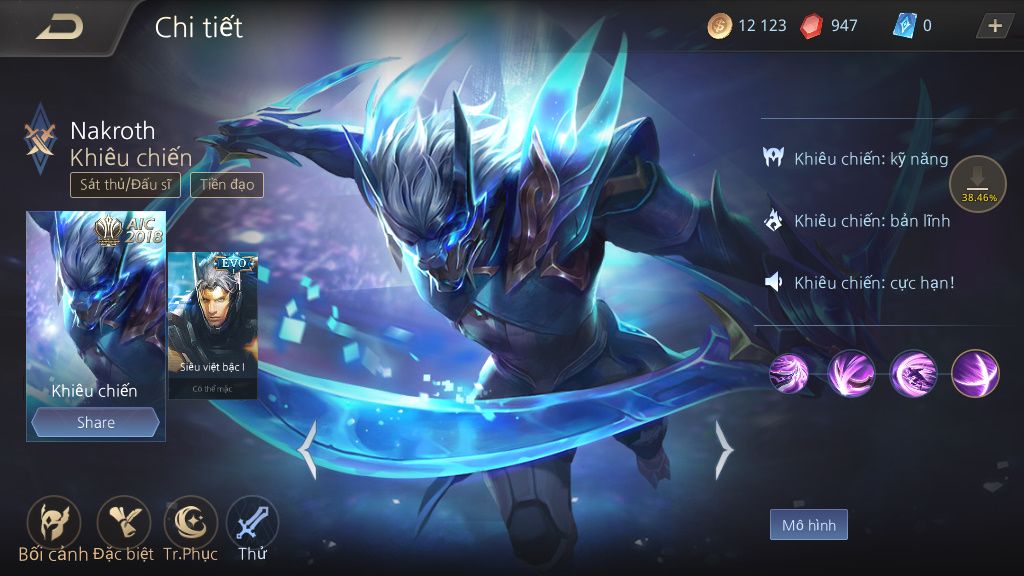 Chi tiết
12 123
947
0
+
Nakroth
Khiêu chiến
Sát thủ/Đấu sĩ
Tiền đạo
AIC
2018
Khiêu chiến
Share
EVO
Siêu việt bậc I
Có thể mặc
Khiêu chiến: kỹ năng
Khiêu chiến: bản lĩnh
Khiêu chiến: cực hạn!
38.46%
Mô hình
Bối cảnh
Đặc biệt
Tr.Phục
Thử